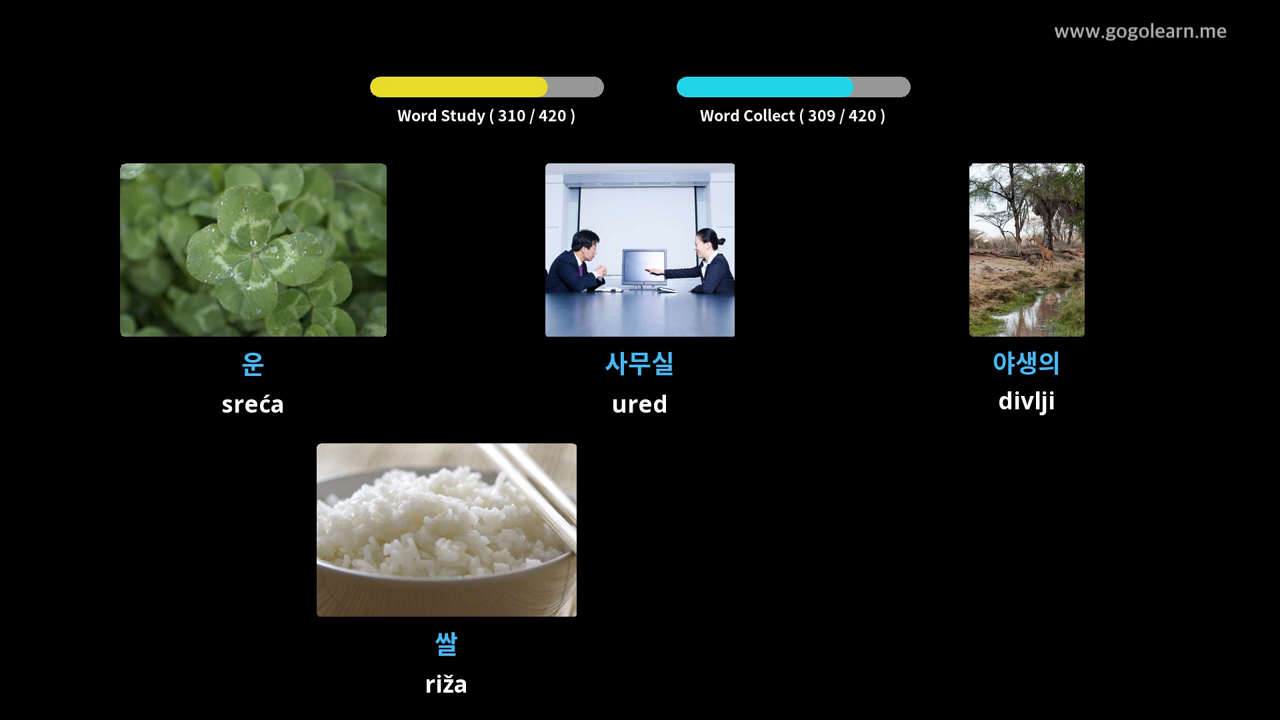 www.gogolearn.me
Word Study ( 310 / 420 )
Word Collect ( 309 / 420 )
운
사무실
야생의
sreća
ured
divlji
쌀
riža